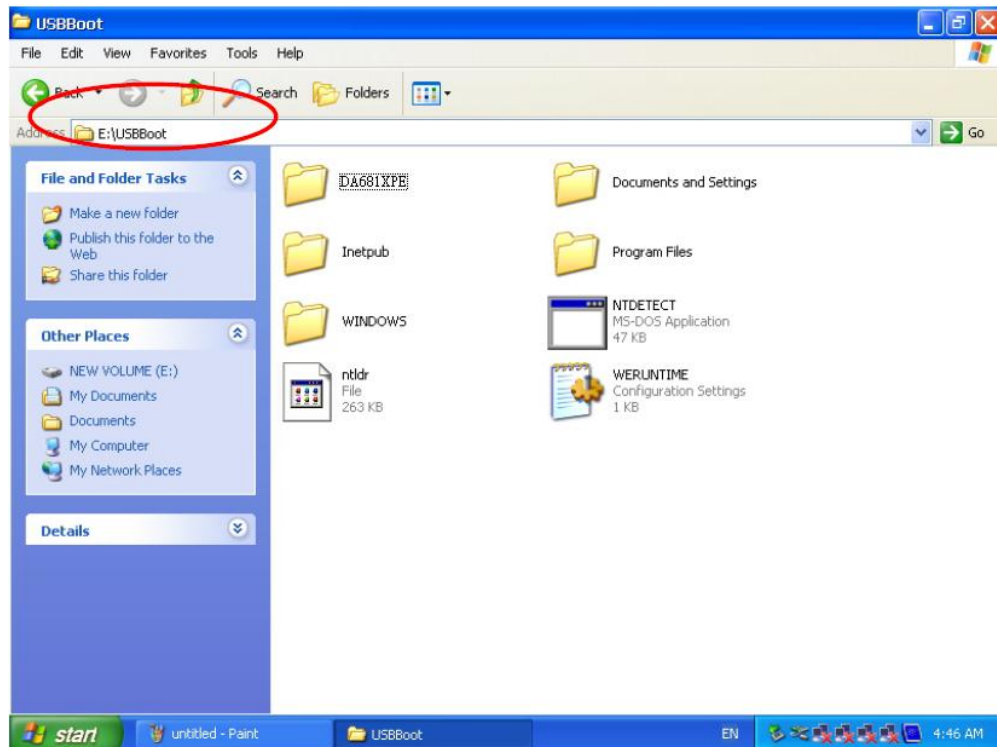 USBBoot
File Edit View Favorites Tools Help
Back Search Folders
Address E:\USBBoot Go
File and Folder Tasks
Make a new folder
Publish this folder to the
Web
Share this folder
Other Places
NEW VOLUME (E:)
My Documents
Documents
My Computer
My Network Places
Details
DA681XPE
Documents and Settings
Inetpub
Program Files
WINDOWS
NTDETECT
MS-DOS Application
47 KB
ntldr
File
263 KB
WERUNTIME
Configuration Settings
1 KB
start untitled - Paint USBBoot EN 4:46 AM